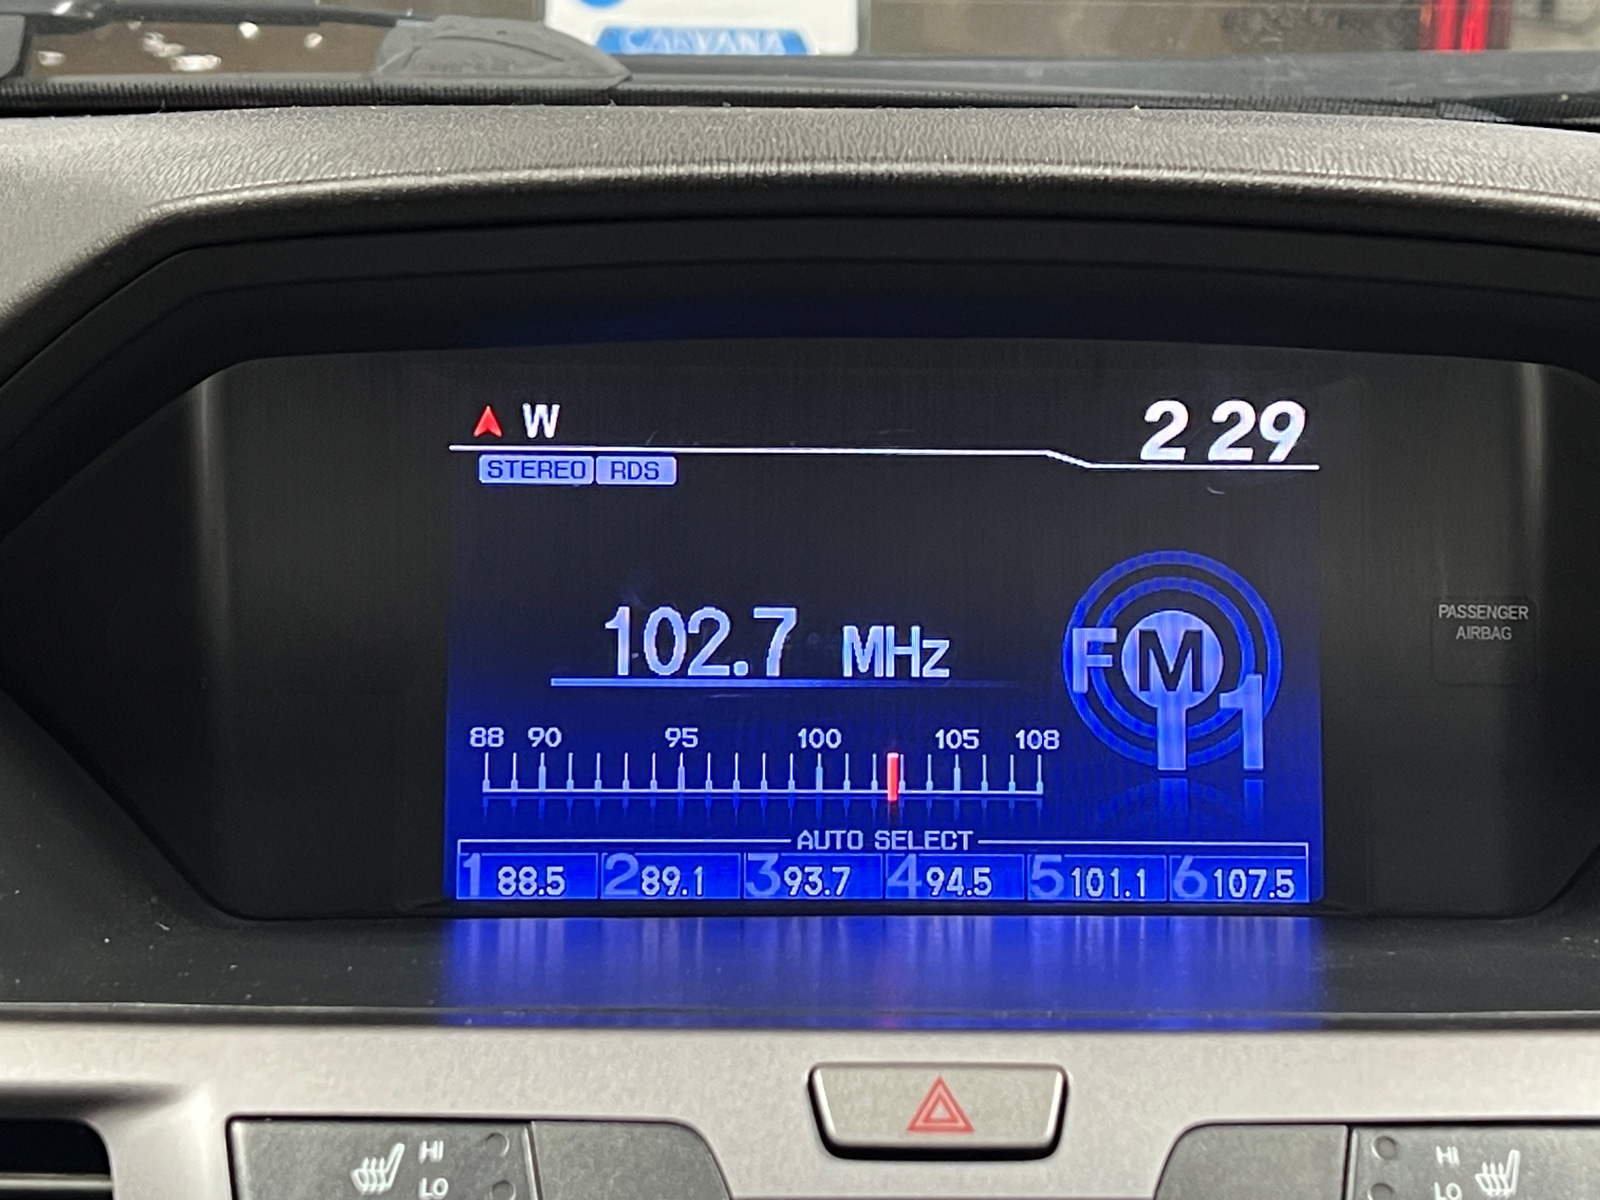 CARVANA
W
2 29
STEREO RDS
102.7 MHz
FM1
PASSENGER
AIRBAG
88 90 95 100 105 108
AUTO SELECT
1 88.5 2 89.1 3 93.7 4 94.5 5 101.1 6 107.5
HI
LO
HI
LO